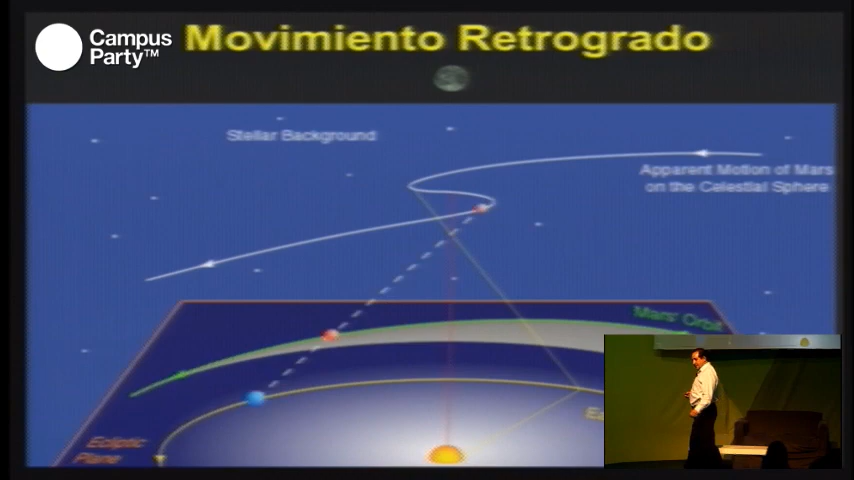 Campus
Party™
Movimiento Retrogrado
Stellar Background
Apparent Motion of Mars
on the Celestial Sphere
Mars' Orbit
Ecliptic
Plane